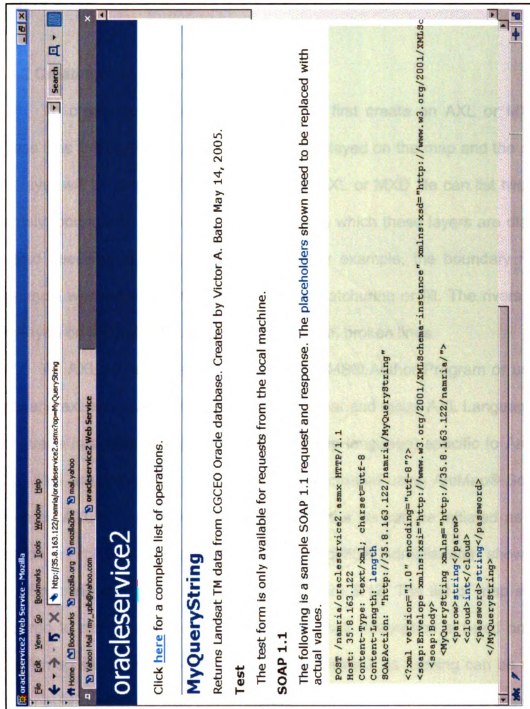 oracleservice2 Web Service - Mozilla
File Edit View Go Bookmarks Tools Window Help
http://35.8.163.122/namria/oracleservice2.asmx?op=MyQueryString
Search
Home Bookmarks mozilla.org mozillaZine mail.yahoo
Yahoo! Mail - my_uplb@yahoo.com oracleservice2 Web Service
oracleservice2
Click here for a complete list of operations.
MyQueryString
Returns Landsat TM data from CGCEO Oracle database. Created by Victor A. Bato May 14, 2005.
Test
The test form is only available for requests from the local machine.
SOAP 1.1
The following is a sample SOAP 1.1 request and response. The placeholders shown need to be replaced with
actual values.
POST /namria/oracleservice2.asmx HTTP/1.1
Host: 35.8.163.122
Content-Type: text/xml; charset=utf-8
Content-Length: length
SOAPAction: "http://35.8.163.122/namria/MyQueryString"
<?xml version="1.0" encoding="utf-8"?>
<soap:Envelope xmlns:xsi="http://www.w3.org/2001/XMLSchema-instance" xmlns:xsd="http://www.w3.org/2001/XMLSc
<soap:Body>
<MyQueryString xmlns="http://35.8.163.122/namria/">
<parow>string</parow>
<cloud>int</cloud>
<password>string</password>
</MyQueryString>